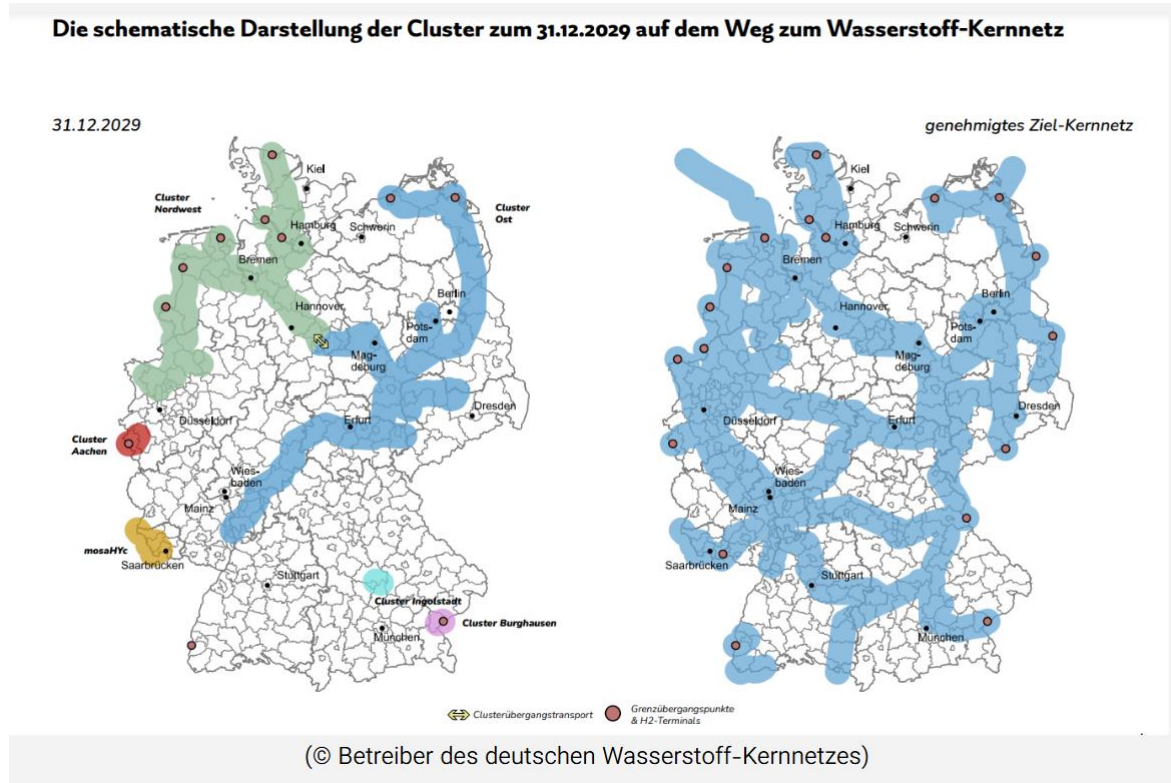 Die schematische Darstellung der Cluster zum 31.12.2029 auf dem Weg zum Wasserstoff-Kernnetz
31.12.2029
genehmigtes Ziel-Kernnetz
Kiel
Cluster
Nordwest
Cluster
Ost
Hamburg
Schwerin
Bremen
Berlin
Hannover
Pots-
dam
Mag-
deburg
Düsseldorf
Erfurt
Dresden
Cluster
Aachen
Wies-
baden
Mainz
mosaHYc
Saarbrücken
Stuttgart
Cluster Ingolstadt
Cluster Burghausen
München
Kiel
Hamburg
Schwerin
Bremen
Berlin
Hannover
Pots-
dam
Mag-
deburg
Düsseldorf
Erfurt
Dresden
Wies-
baden
Mainz
Saarbrücken
Stuttgart
München
Clusterübergangstransport
Grenzübergangspunkte
& H2-Terminals
(© Betreiber des deutschen Wasserstoff-Kernnetzes)